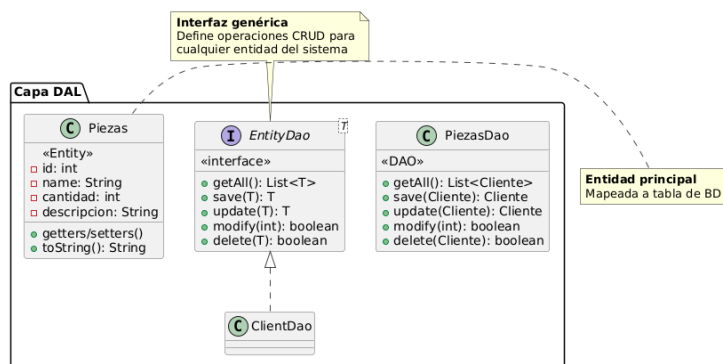 Interfaz genérica
Define operaciones CRUD para
cualquier entidad del sistema
Capa DAL
C Piezas
«Entity»
id: int
name: String
cantidad: int
descripcion: String
getters/setters()
toString(): String
I EntityDao
T
«interface»
getAll(): List<T>
save(T): T
update(T): T
modify(int): boolean
delete(T): boolean
C PiezasDao
«DAO»
getAll(): List<Cliente>
save(Cliente): Cliente
update(Cliente): Cliente
modify(int): boolean
delete(Cliente): boolean
Entidad principal
Mapeada a tabla de BD
C ClientDao